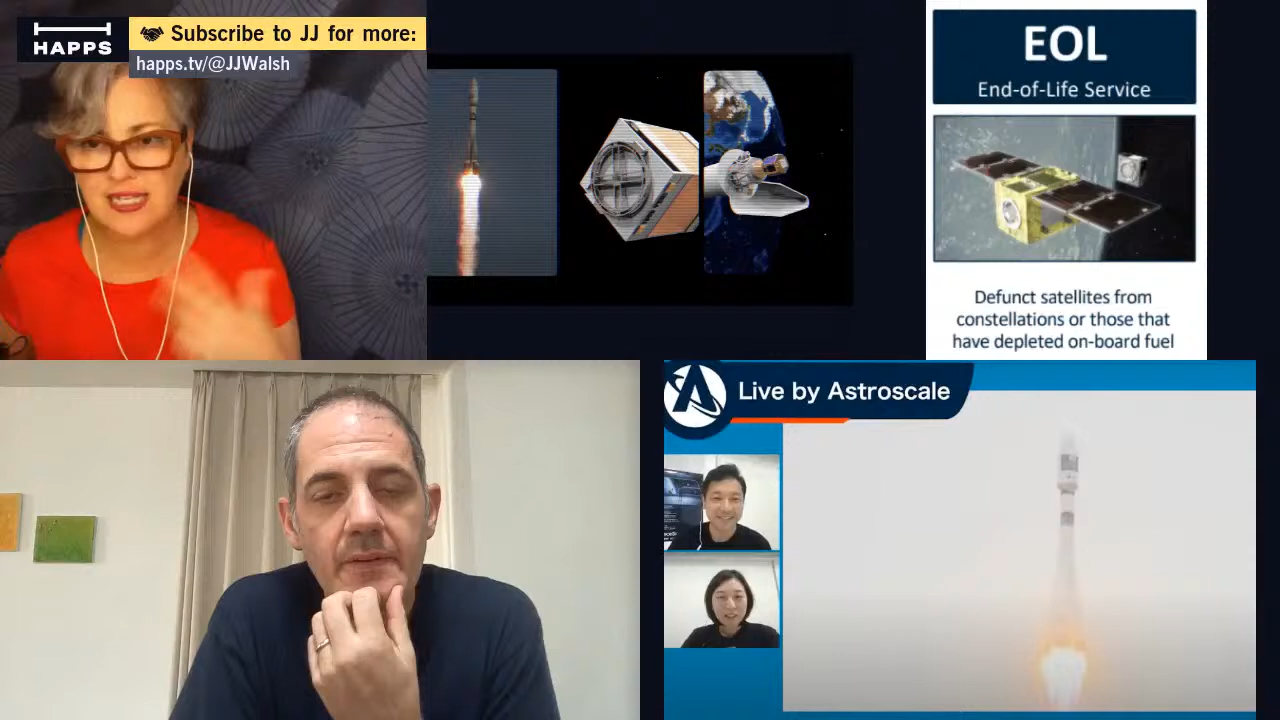 HAPPS
Subscribe to JJ for more:
happs.tv/@JJWalsh
EOL
End-of-Life Service
Defunct satellites from
constellations or those that
have depleted on-board fuel
Live by Astroscale